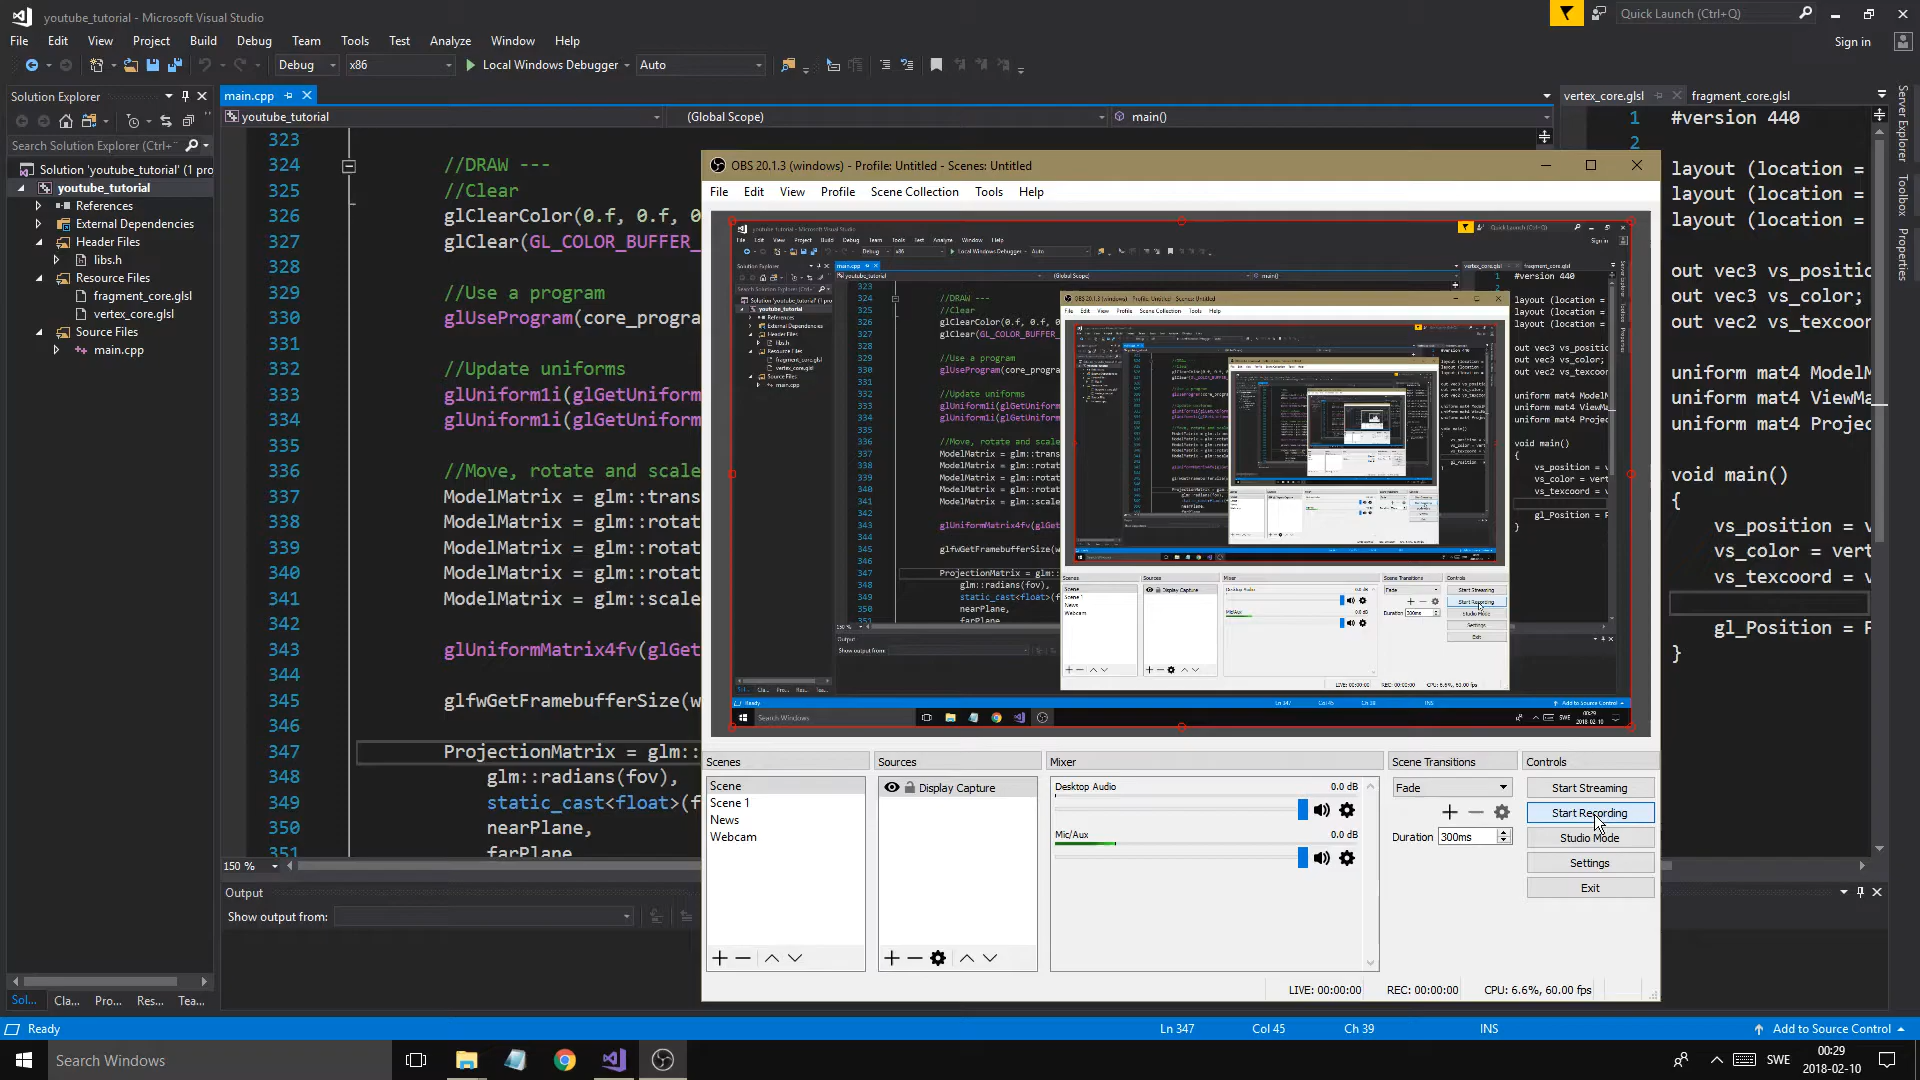 youtube_tutorial - Microsoft Visual Studio
Quick Launch (Ctrl+Q)
File Edit View Project Build Debug Team Tools Test Analyze Window Help
Sign in
Debug x86 Local Windows Debugger Auto
Solution Explorer
Search Solution Explorer (Ctrl+
Solution 'youtube_tutorial' (1 pro
youtube_tutorial
References
External Dependencies
Header Files
libs.h
Resource Files
fragment_core.glsl
vertex_core.glsl
Source Files
main.cpp
Sol... Cla... Pro... Res... Tea...
main.cpp
youtube_tutorial (Global Scope) main()
323
324 //DRAW ---
325 //Clear
326 glClearColor(0.f, 0.f, 0
327 glClear(GL_COLOR_BUFFER_
328
329 //Use a program
330 glUseProgram(core_progra
331
332 //Update uniforms
333 glUniform1i(glGetUniform
334 glUniform1i(glGetUniform
335
336 //Move, rotate and scale
337 ModelMatrix = glm::trans
338 ModelMatrix = glm::rotat
339 ModelMatrix = glm::rotat
340 ModelMatrix = glm::rotat
341 ModelMatrix = glm::scale
342
343 glUniformMatrix4fv(glGet
344
345 glfwGetFramebufferSize(w
346
347 ProjectionMatrix = glm::
348 glm::radians(fov),
349 static_cast<float>(f
350 nearPlane,
351 farPlane
150 %
Output
Show output from:
OBS 20.1.3 (windows) - Profile: Untitled - Scenes: Untitled
File Edit View Profile Scene Collection Tools Help
Scenes
Scene
Scene 1
News
Webcam
Sources
Display Capture
Mixer
Desktop Audio 0.0 dB
Mic/Aux 0.0 dB
Scene Transitions
Fade
Duration 300ms
Controls
Start Streaming
Start Recording
Studio Mode
Settings
Exit
LIVE: 00:00:00 REC: 00:00:00 CPU: 6.6%, 60.00 fps
vertex_core.glsl fragment_core.glsl
1 #version 440
2
layout (location =
layout (location =
layout (location =
out vec3 vs_positic
out vec3 vs_color;
out vec2 vs_texcoor
uniform mat4 ModelM
uniform mat4 ViewMa
uniform mat4 Projec
void main()
{
vs_position = v
vs_color = vert
vs_texcoord = v
gl_Position = P
}
Server Explorer
Toolbox
Properties
Ready Ln 347 Col 45 Ch 39 INS Add to Source Control
Search Windows
SWE
00:29
2018-02-10